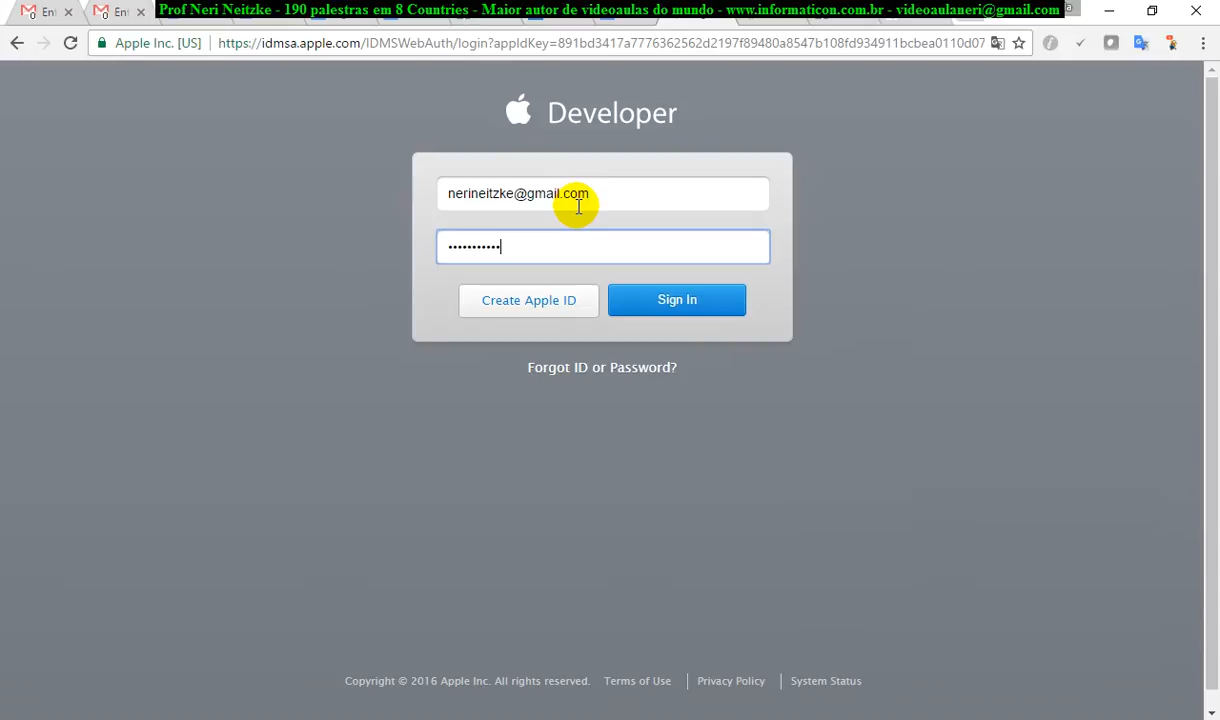 Ent
Ent
Prof Neri Neitzke - 190 palestras em 8 Countries - Maior autor de videoaulas do mundo - www.informaticon.com.br - videoaulaneri@gmail.com
Apple Inc. [US]
https://idmsa.apple.com/IDMSWebAuth/login?appIdKey=891bd3417a7776362562d2197f89480a8547b108fd934911bcbea0110d07
Developer
nerineitzke@gmail.com
•••••••••••
Create Apple ID
Sign In
Forgot ID or Password?
Copyright © 2016 Apple Inc. All rights reserved. Terms of Use | Privacy Policy | System Status